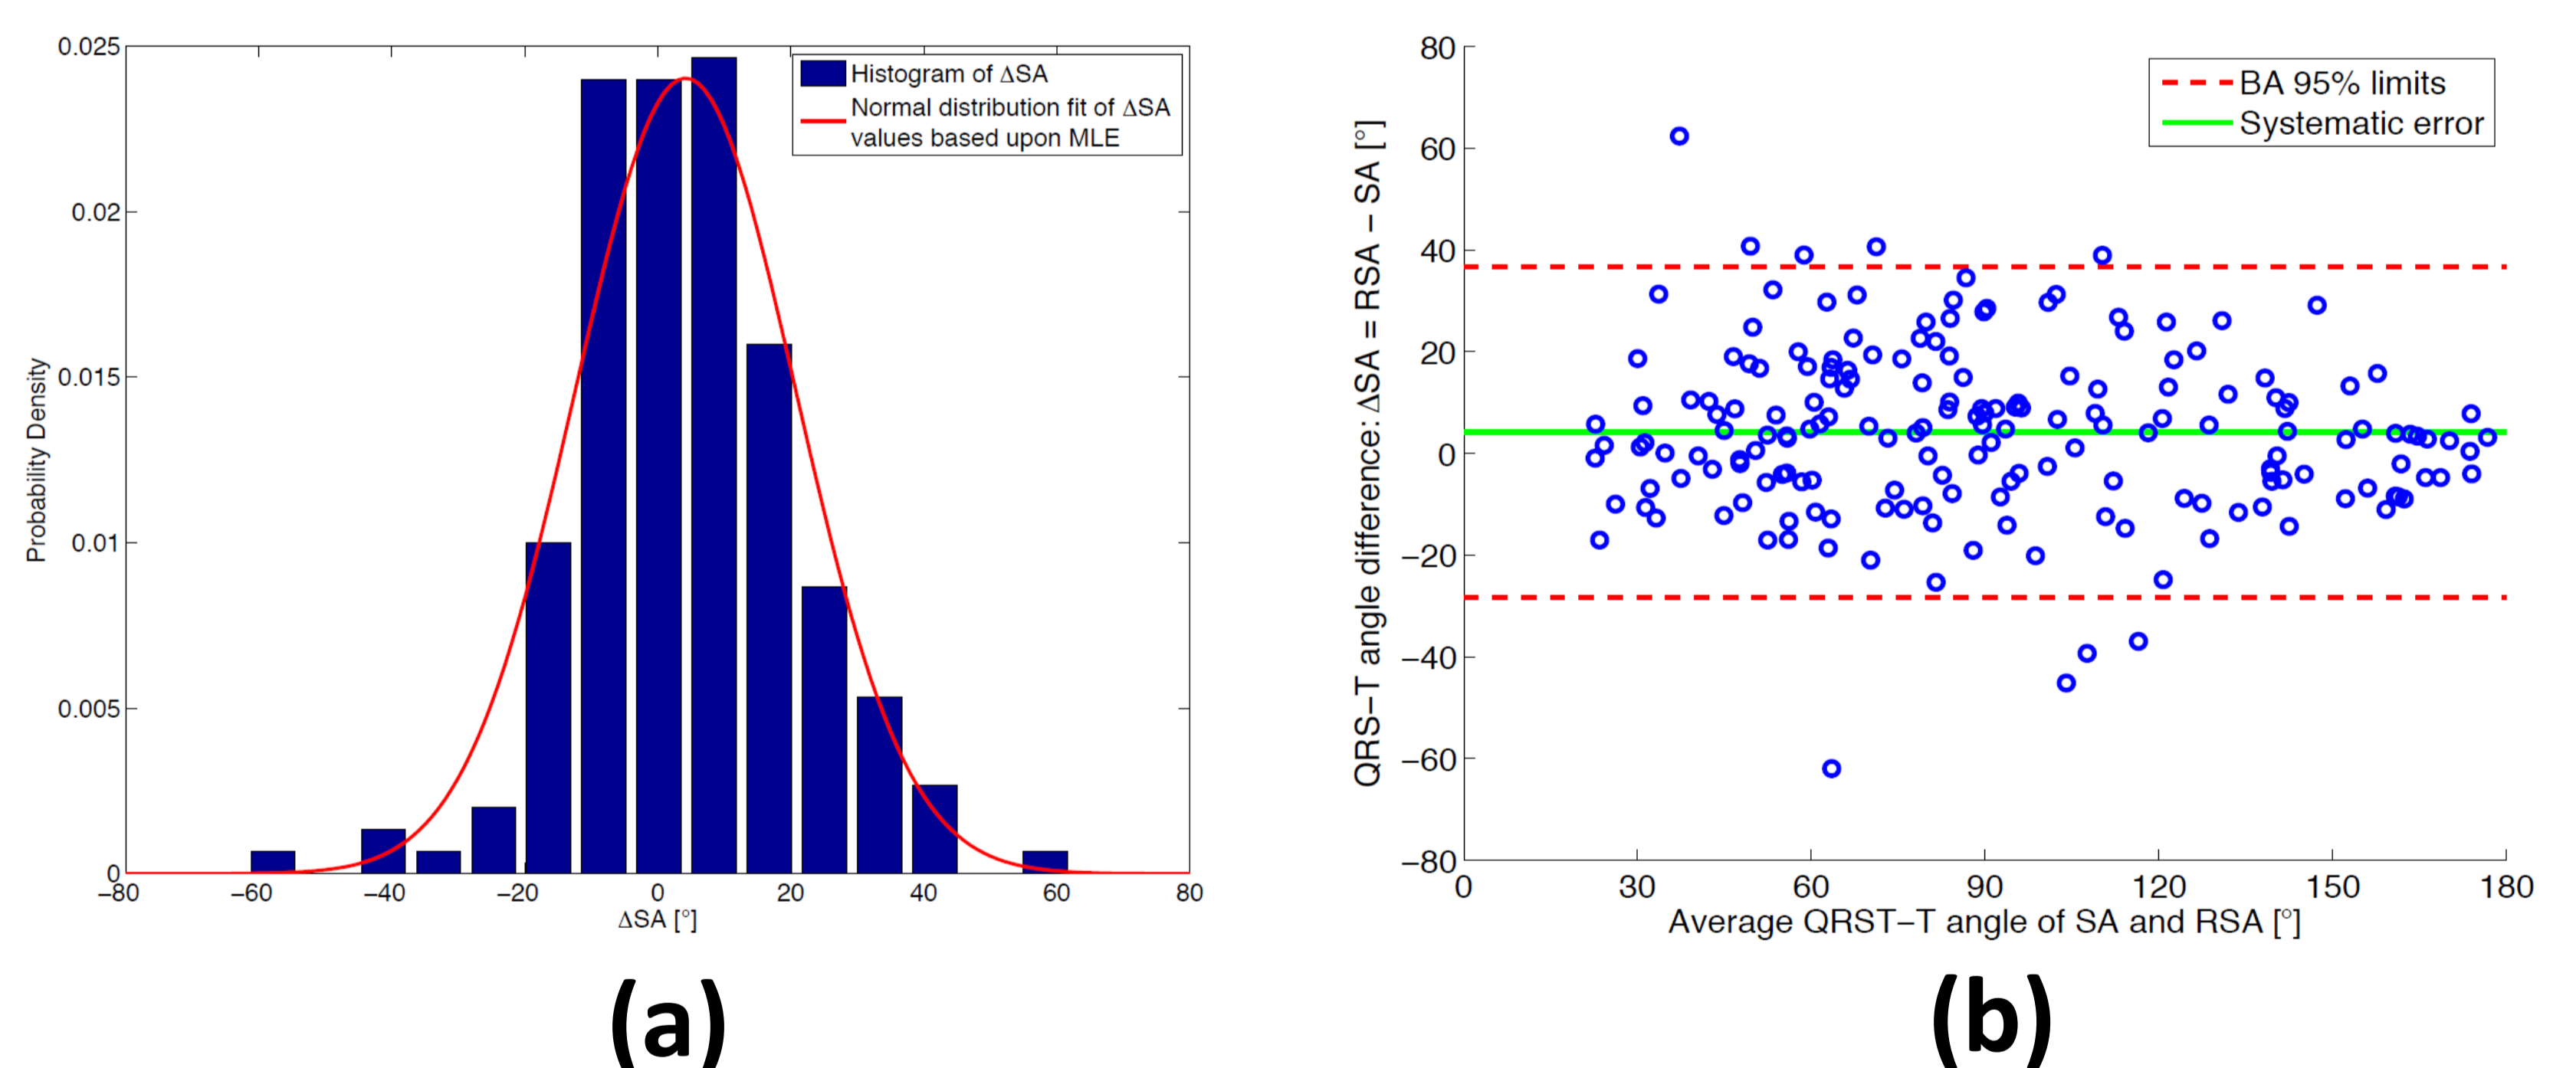 0.025
0.02
0.015
0.01
0.005
0
Probability Density
−80 −60 −40 −20 0 20 40 60 80
ΔSA [°]
Histogram of ΔSA
Normal distribution fit of ΔSA
values based upon MLE
(a)
80
60
40
20
0
−20
−40
−60
−80
QRS−T angle difference: ΔSA = RSA − SA [°]
0 30 60 90 120 150 180
Average QRST−T angle of SA and RSA [°]
BA 95% limits
Systematic error
(b)